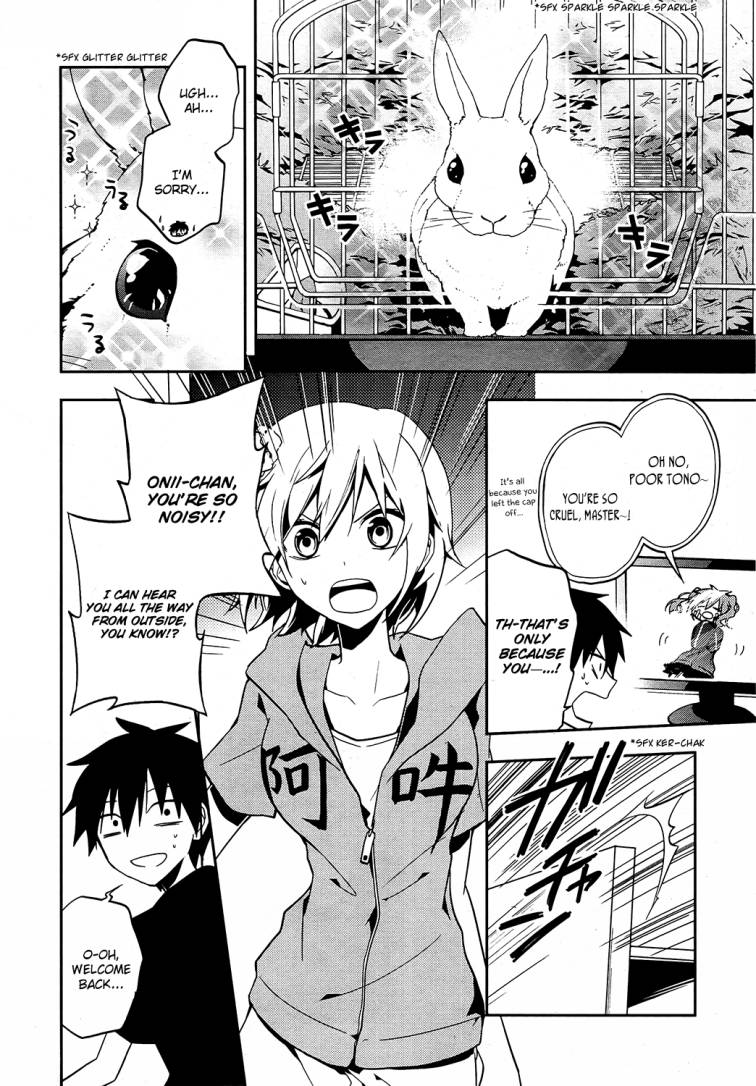 *SFX SPARKLE SPARKLE SPARKLE
キラ
キラ
キラ
*SFX GLITTER GLITTER
UGH...
AH...
I'M
SORRY...
うる
うる
OH NO,
POOR TONO~
YOU'RE SO
CRUEL, MASTER~!
It's all
because you
left the cap
off...
TH-THAT'S
ONLY
BECAUSE
YOU—...!
*SFX KER-CHAK
ガチャン
ONII-CHAN,
YOU'RE SO
NOISY!!
I CAN HEAR
YOU ALL THE WAY
FROM OUTSIDE,
YOU KNOW!?
阿 吽
O-OH,
WELCOME
BACK...